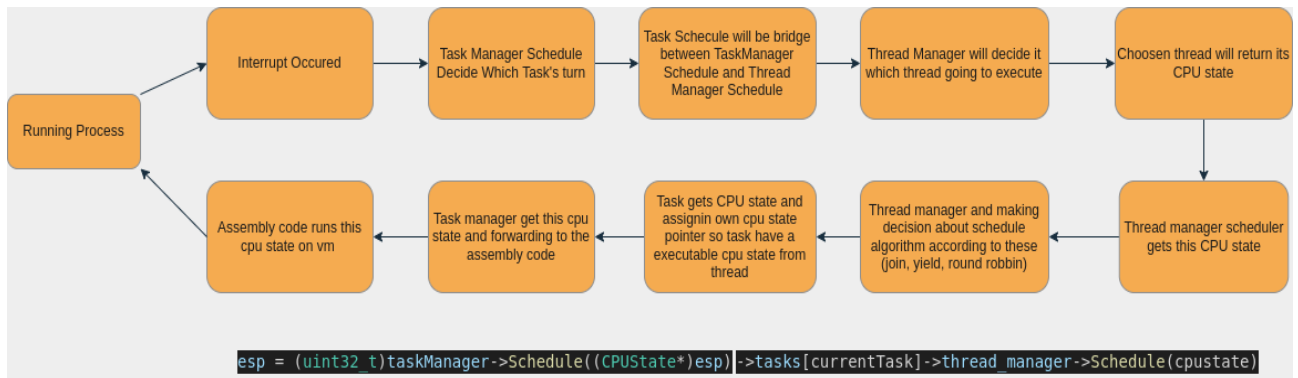 Running Process
Interrupt Occured
Task Manager Schedule
Decide Which Task's turn
Task Schecule will be bridge
between TaskManager
Schedule and Thread
Manager Schedule
Thread Manager will decide it
which thread going to execute
Choosen thread will return its
CPU state
Thread manager scheduler
gets this CPU state
Thread manager and making
decision about schedule
algorithm according to these
(join, yield, round robbin)
Task gets CPU state and
assignin own cpu state
pointer so task have a
executable cpu state from
thread
Task manager get this cpu
state and forwarding to the
assembly code
Assembly code runs this
cpu state on vm
esp = (uint32_t)taskManager->Schedule((CPUState*)esp) ->tasks[currentTask]->thread_manager->Schedule(cpustate)